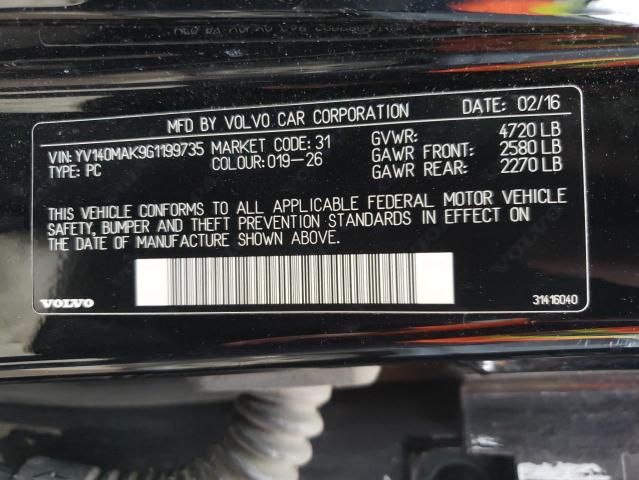 MFD BY VOLVO CAR CORPORATION DATE: 02/16
VIN: YV140MAK9G1199735 MARKET CODE: 31 GVWR: 4720 LB
TYPE: PC COLOUR: 019-26 GAWR FRONT: 2580 LB
GAWR REAR: 2270 LB
THIS VEHICLE CONFORMS TO ALL APPLICABLE FEDERAL MOTOR VEHICLE
SAFETY, BUMPER AND THEFT PREVENTION STANDARDS IN EFFECT ON
THE DATE OF MANUFACTURE SHOWN ABOVE.
VOLVO 31416040